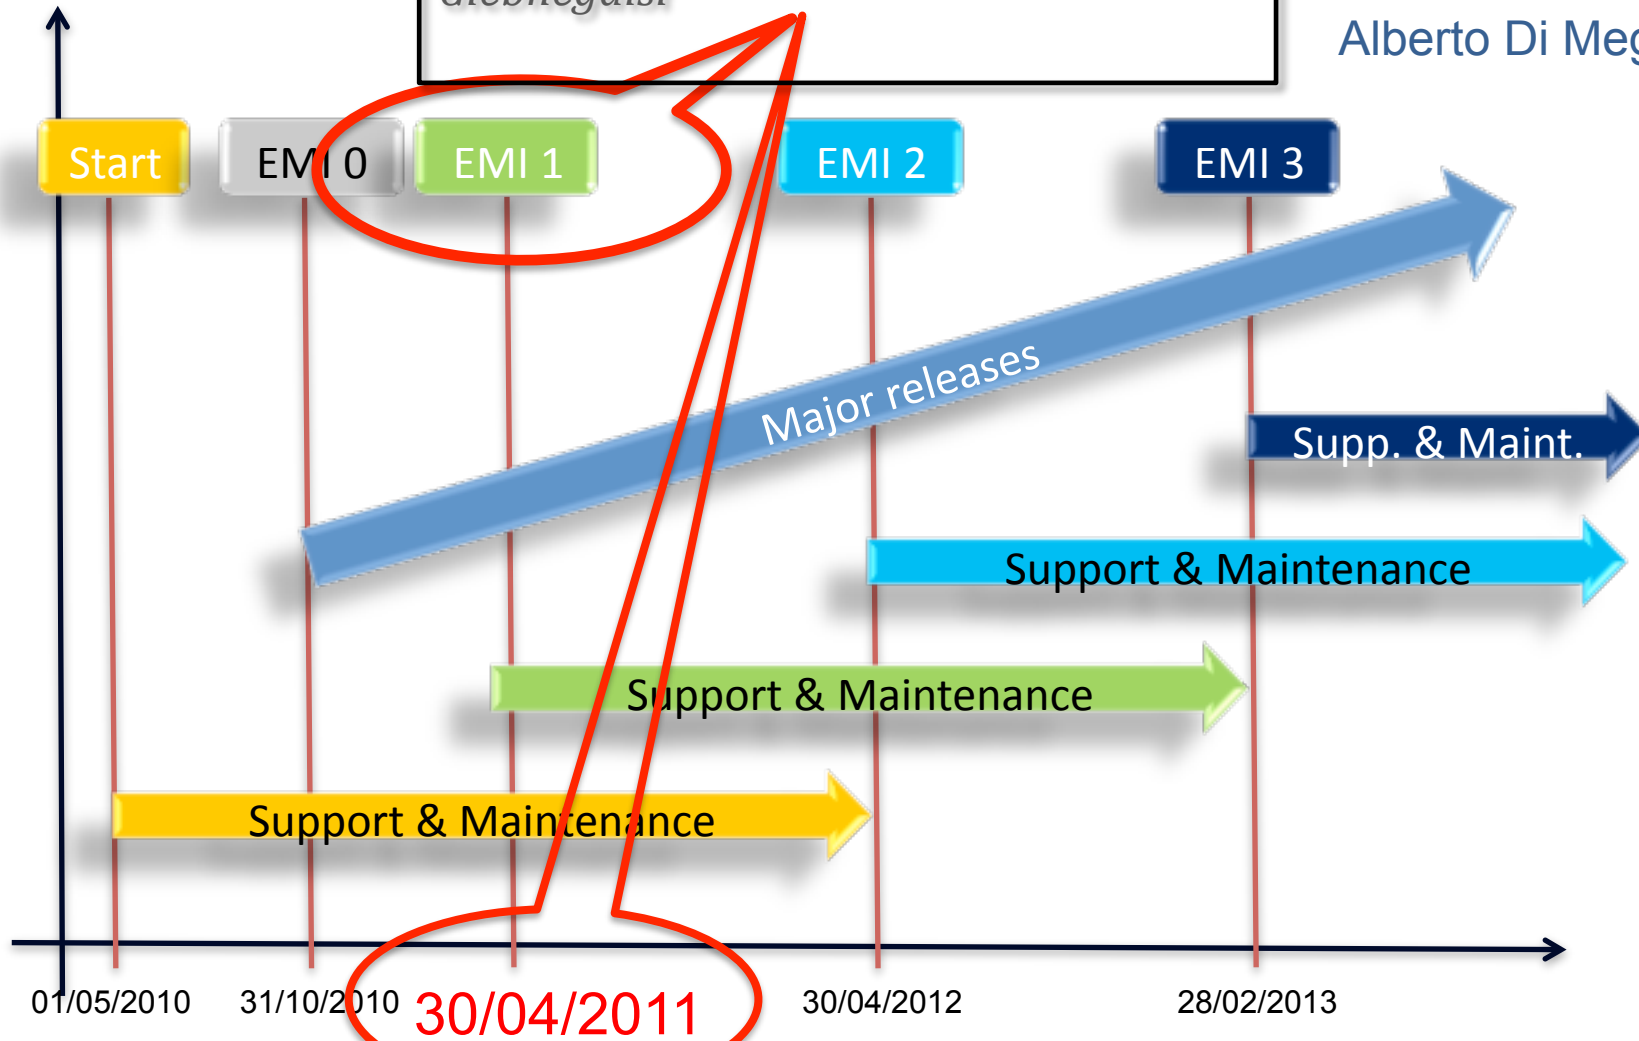 Alberto Di Meg
Start
EMI 0
EMI 1
EMI 2
EMI 3
Major releases
Supp. & Maint.
Support & Maintenance
Support & Maintenance
Support & Maintenance
01/05/2010
31/10/2010
30/04/2011
30/04/2012
28/02/2013